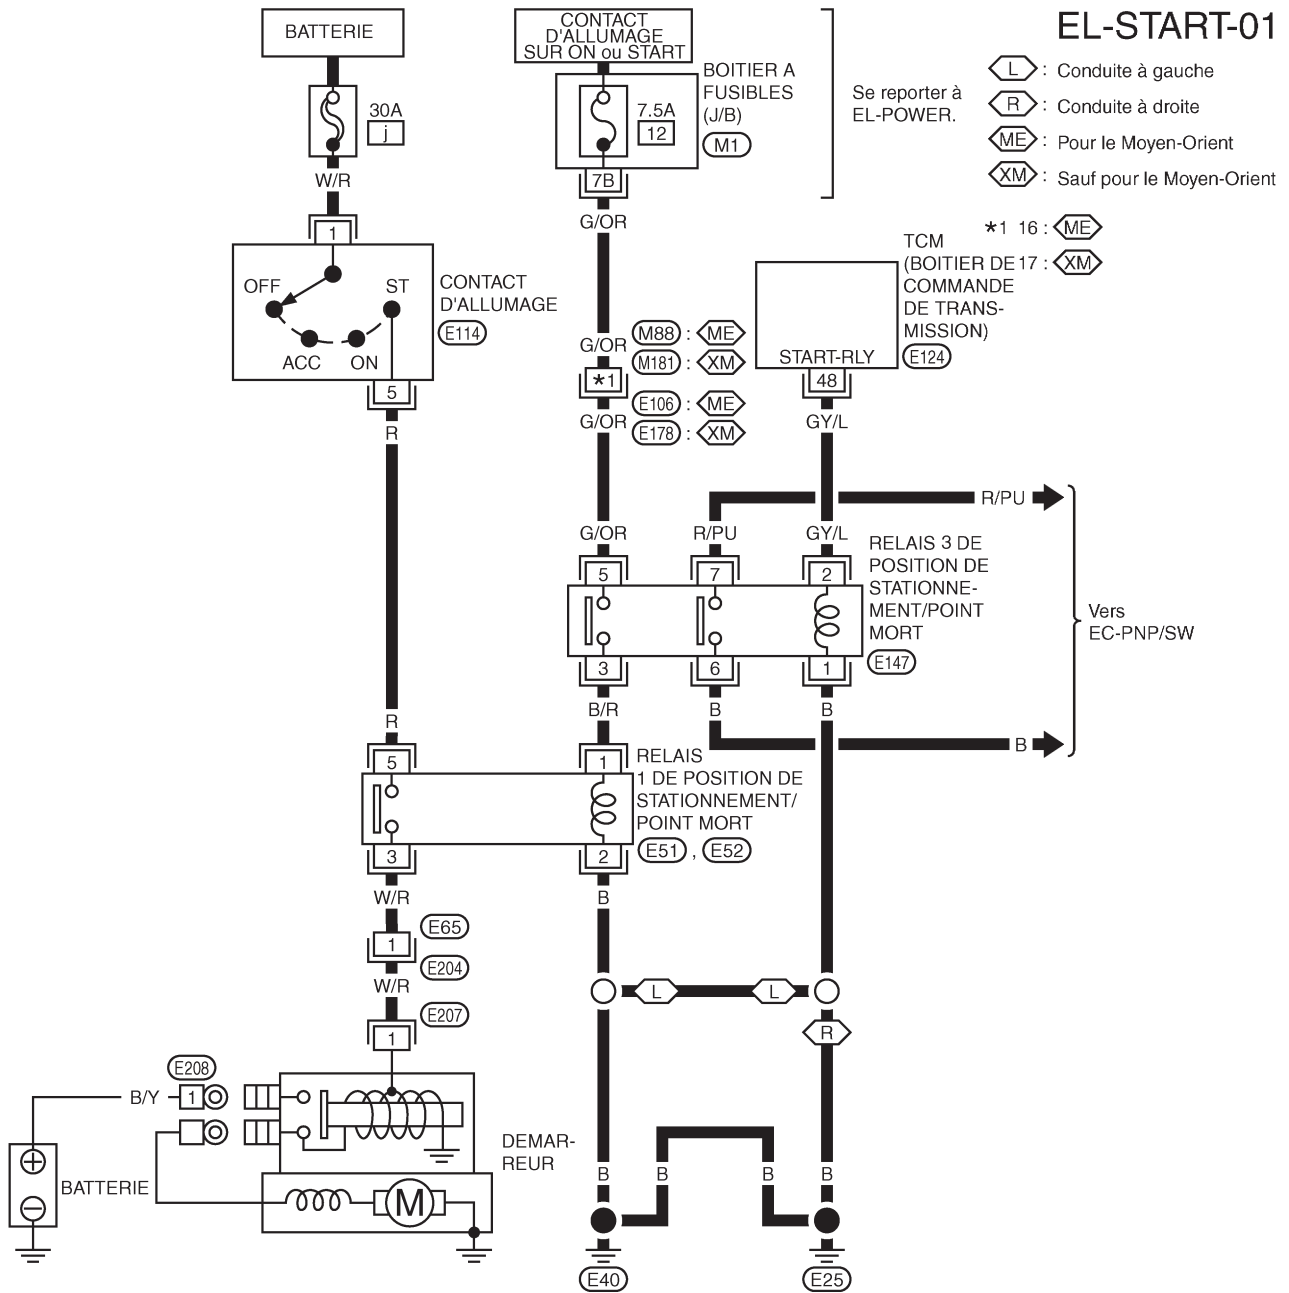 EL-START-01
BATTERIE
CONTACT
D'ALLUMAGE
SUR ON ou START
L : Conduite à gauche
R : Conduite à droite
ME : Pour le Moyen-Orient
XM : Sauf pour le Moyen-Orient
30A
j
7.5A
12
BOITIER A
FUSIBLES
(J/B)
M1
Se reporter à
EL-POWER.
W/R
7B
G/OR
*1 16 : ME
17 : XM
1
OFF
ST
ACC
ON
CONTACT
D'ALLUMAGE
E114
5
R
TCM
(BOITIER DE
COMMANDE
DE TRANS-
MISSION)
E124
START-RLY
48
GY/L
G/OR
M88 : ME
M181 : XM
*1
E106 : ME
E178 : XM
G/OR
R/PU
G/OR
R/PU
GY/L
5
7
2
RELAIS 3 DE
POSITION DE
STATIONNE-
MENT/POINT
MORT
E147
3
6
1
Vers
EC-PNP/SW
B/R
B
B
B
R
5
1
RELAIS
1 DE POSITION DE
STATIONNEMENT/
POINT MORT
E51 , E52
3
2
W/R
B
1
E65
E204
W/R
L
L
R
E207
1
E208
B/Y
1
BATTERIE
DEMAR-
REUR
M
B
B
B
B
E40
E25